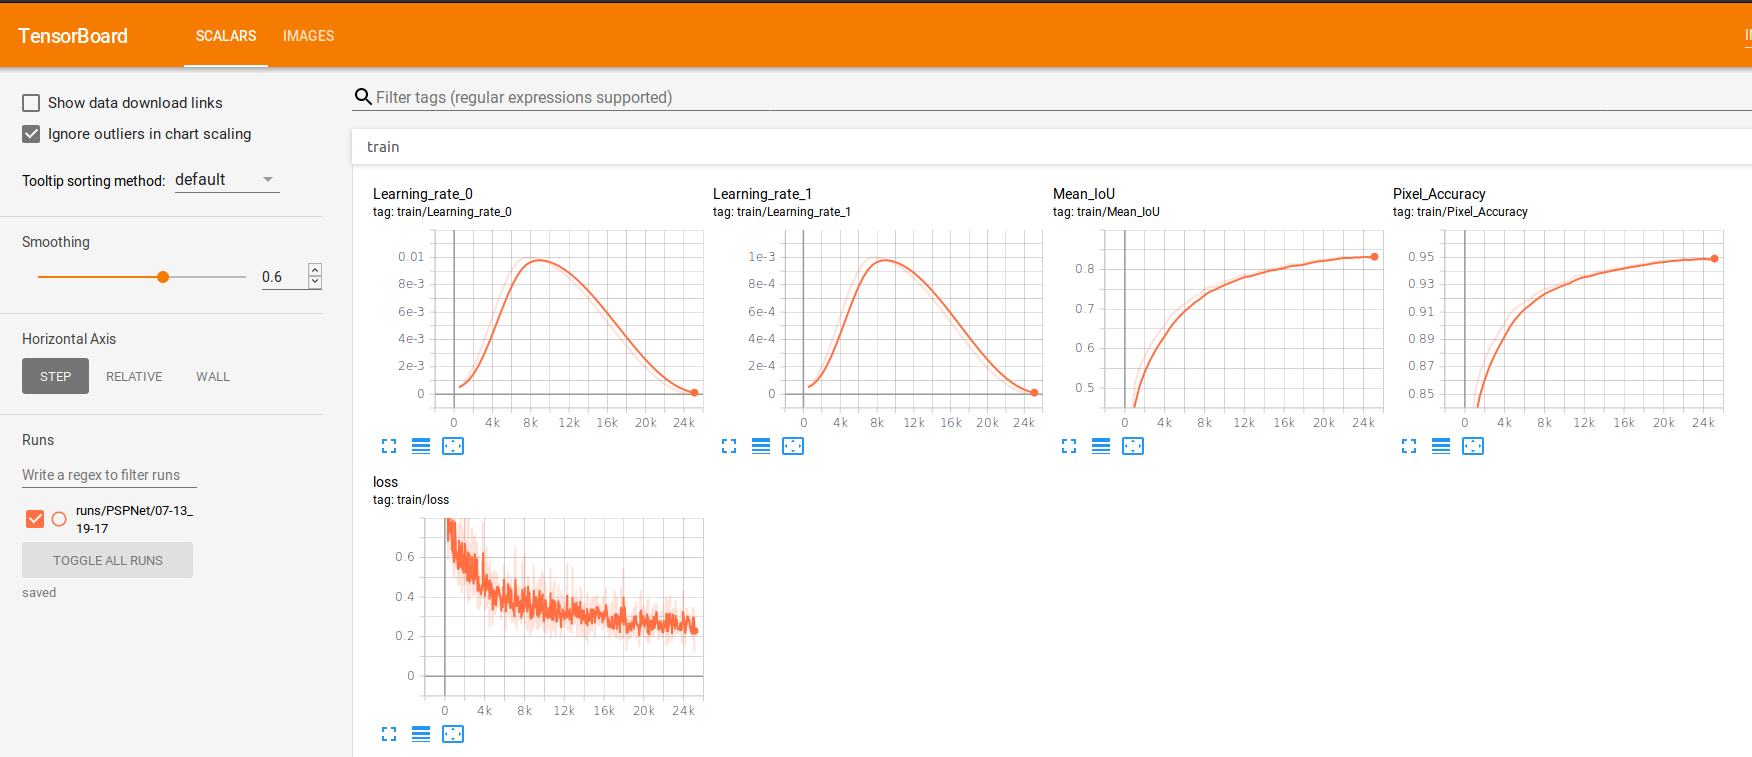 TensorBoard
SCALARS
IMAGES
Show data download links
Ignore outliers in chart scaling
Tooltip sorting method: default
Smoothing
0.6
Horizontal Axis
STEP RELATIVE WALL
Runs
Write a regex to filter runs
runs/PSPNet/07-13_
19-17
TOGGLE ALL RUNS
saved
Filter tags (regular expressions supported)
train
Learning_rate_0
tag: train/Learning_rate_0
0.01
8e-3
6e-3
4e-3
2e-3
0
0 4k 8k 12k 16k 20k 24k
Learning_rate_1
tag: train/Learning_rate_1
1e-3
8e-4
6e-4
4e-4
2e-4
0
0 4k 8k 12k 16k 20k 24k
Mean_IoU
tag: train/Mean_IoU
0.8
0.7
0.6
0.5
0 4k 8k 12k 16k 20k 24k
Pixel_Accuracy
tag: train/Pixel_Accuracy
0.95
0.93
0.91
0.89
0.87
0.85
0 4k 8k 12k 16k 20k 24k
loss
tag: train/loss
0.6
0.4
0.2
0
0 4k 8k 12k 16k 20k 24k